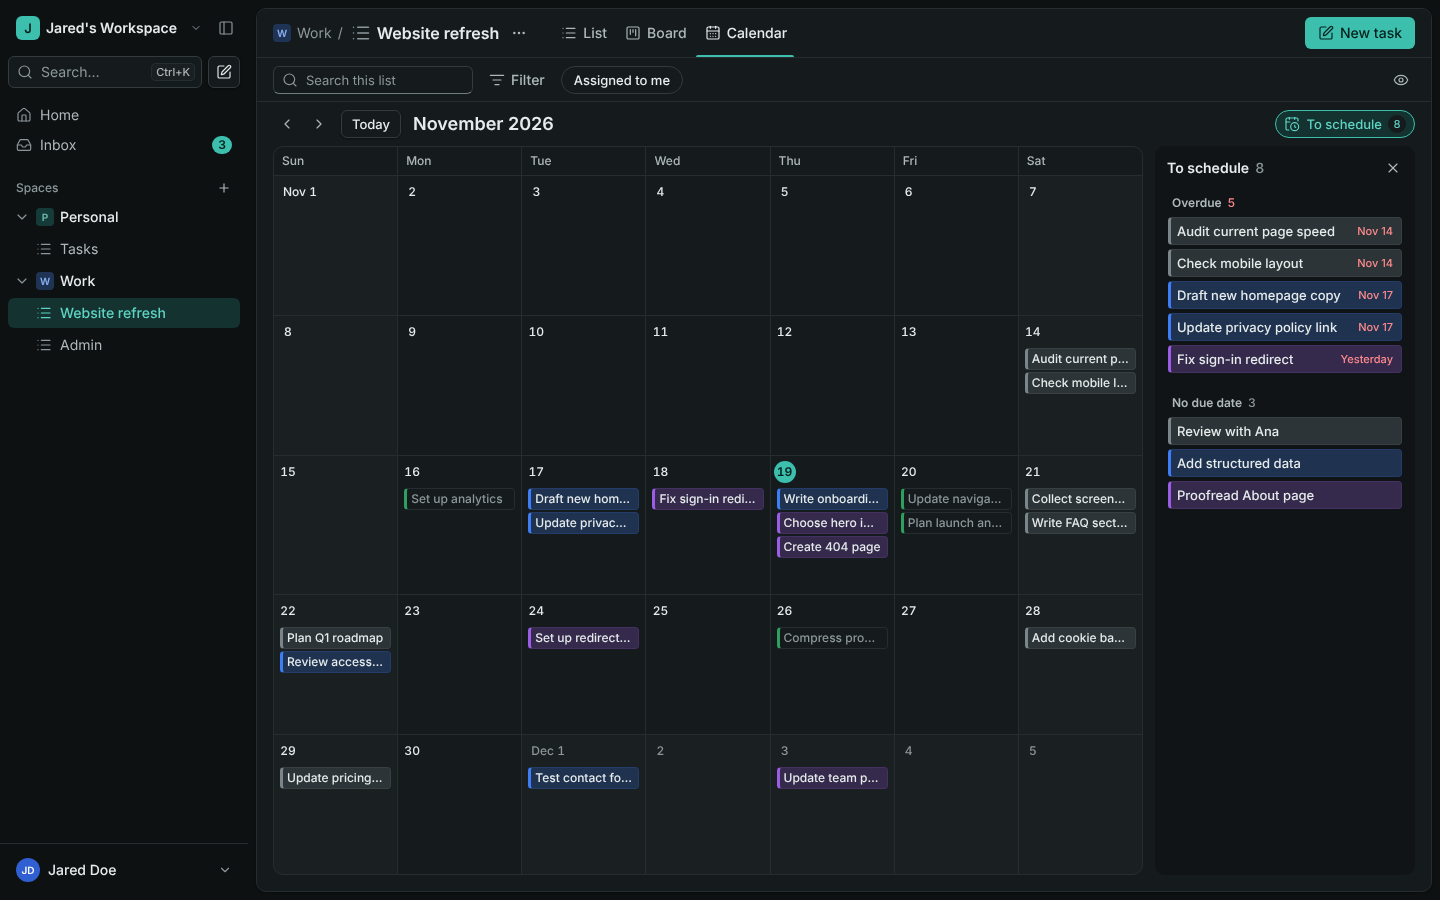 J Jared's Workspace
Search... Ctrl+K
Home
Inbox 3
Spaces
P Personal
Tasks
W Work
Website refresh
Admin
JD Jared Doe
W Work / Website refresh
List Board Calendar
New task
Search this list Filter Assigned to me
Today November 2026
To schedule 8
Sun Mon Tue Wed Thu Fri Sat
Nov 1 2 3 4 5 6 7
8 9 10 11 12 13 14
Audit current p...
Check mobile l...
15 16 17 18 19 20 21
Set up analytics Draft new hom... Fix sign-in redi... Write onboardi... Update naviga... Collect screen...
Update privac... Choose hero i... Plan launch an... Write FAQ sect...
Create 404 page
22 23 24 25 26 27 28
Plan Q1 roadmap Set up redirect... Compress pro... Add cookie ba...
Review access...
29 30 Dec 1 2 3 4 5
Update pricing... Test contact fo... Update team p...
To schedule 8
Overdue 5
Audit current page speed Nov 14
Check mobile layout Nov 14
Draft new homepage copy Nov 17
Update privacy policy link Nov 17
Fix sign-in redirect Yesterday
No due date 3
Review with Ana
Add structured data
Proofread About page